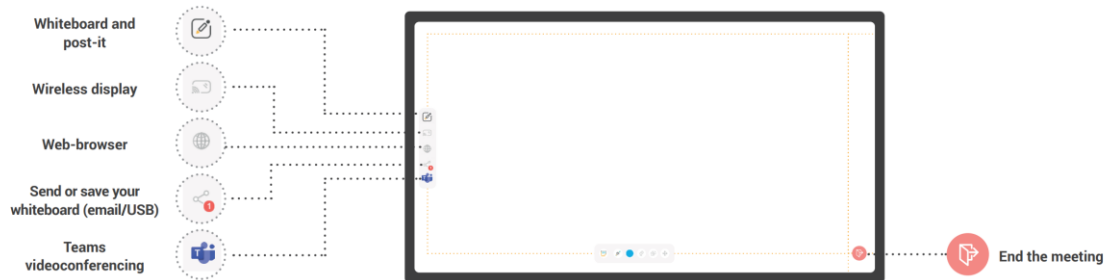 Whiteboard and
post-it
Wireless display
Web-browser
Send or save your
whiteboard (email/USB)
1
Teams
videoconferencing
T
End the meeting